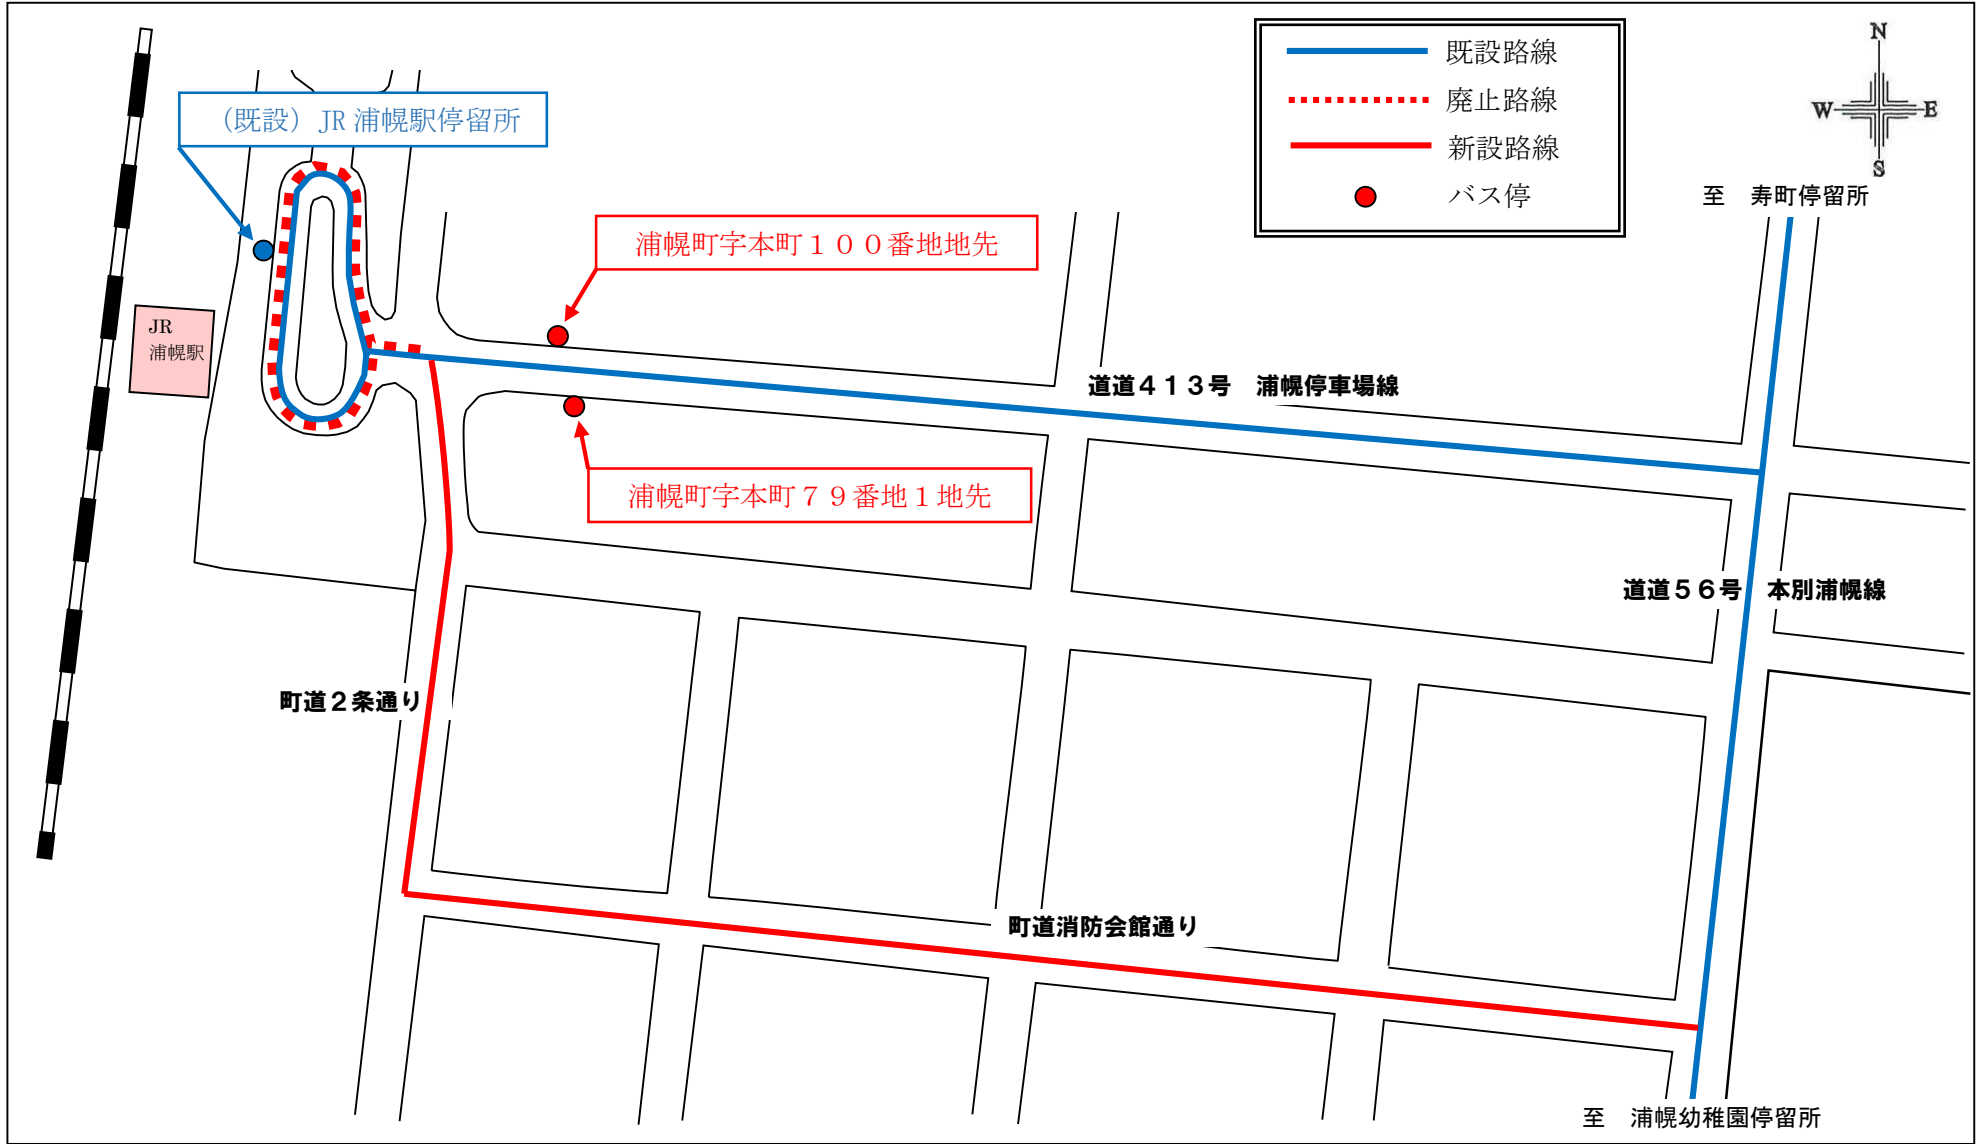 既設路線
廃止路線
新設路線
バス停
N
W
E
S
(既設) JR 浦幌駅停留所
至 寿町停留所
浦幌町字本町１００番地地先
JR
浦幌駅
道道４１３号 浦幌停車場線
浦幌町字本町７９番地１地先
道道５６号 本別浦幌線
町道２条通り
町道消防会館通り
至 浦幌幼稚園停留所